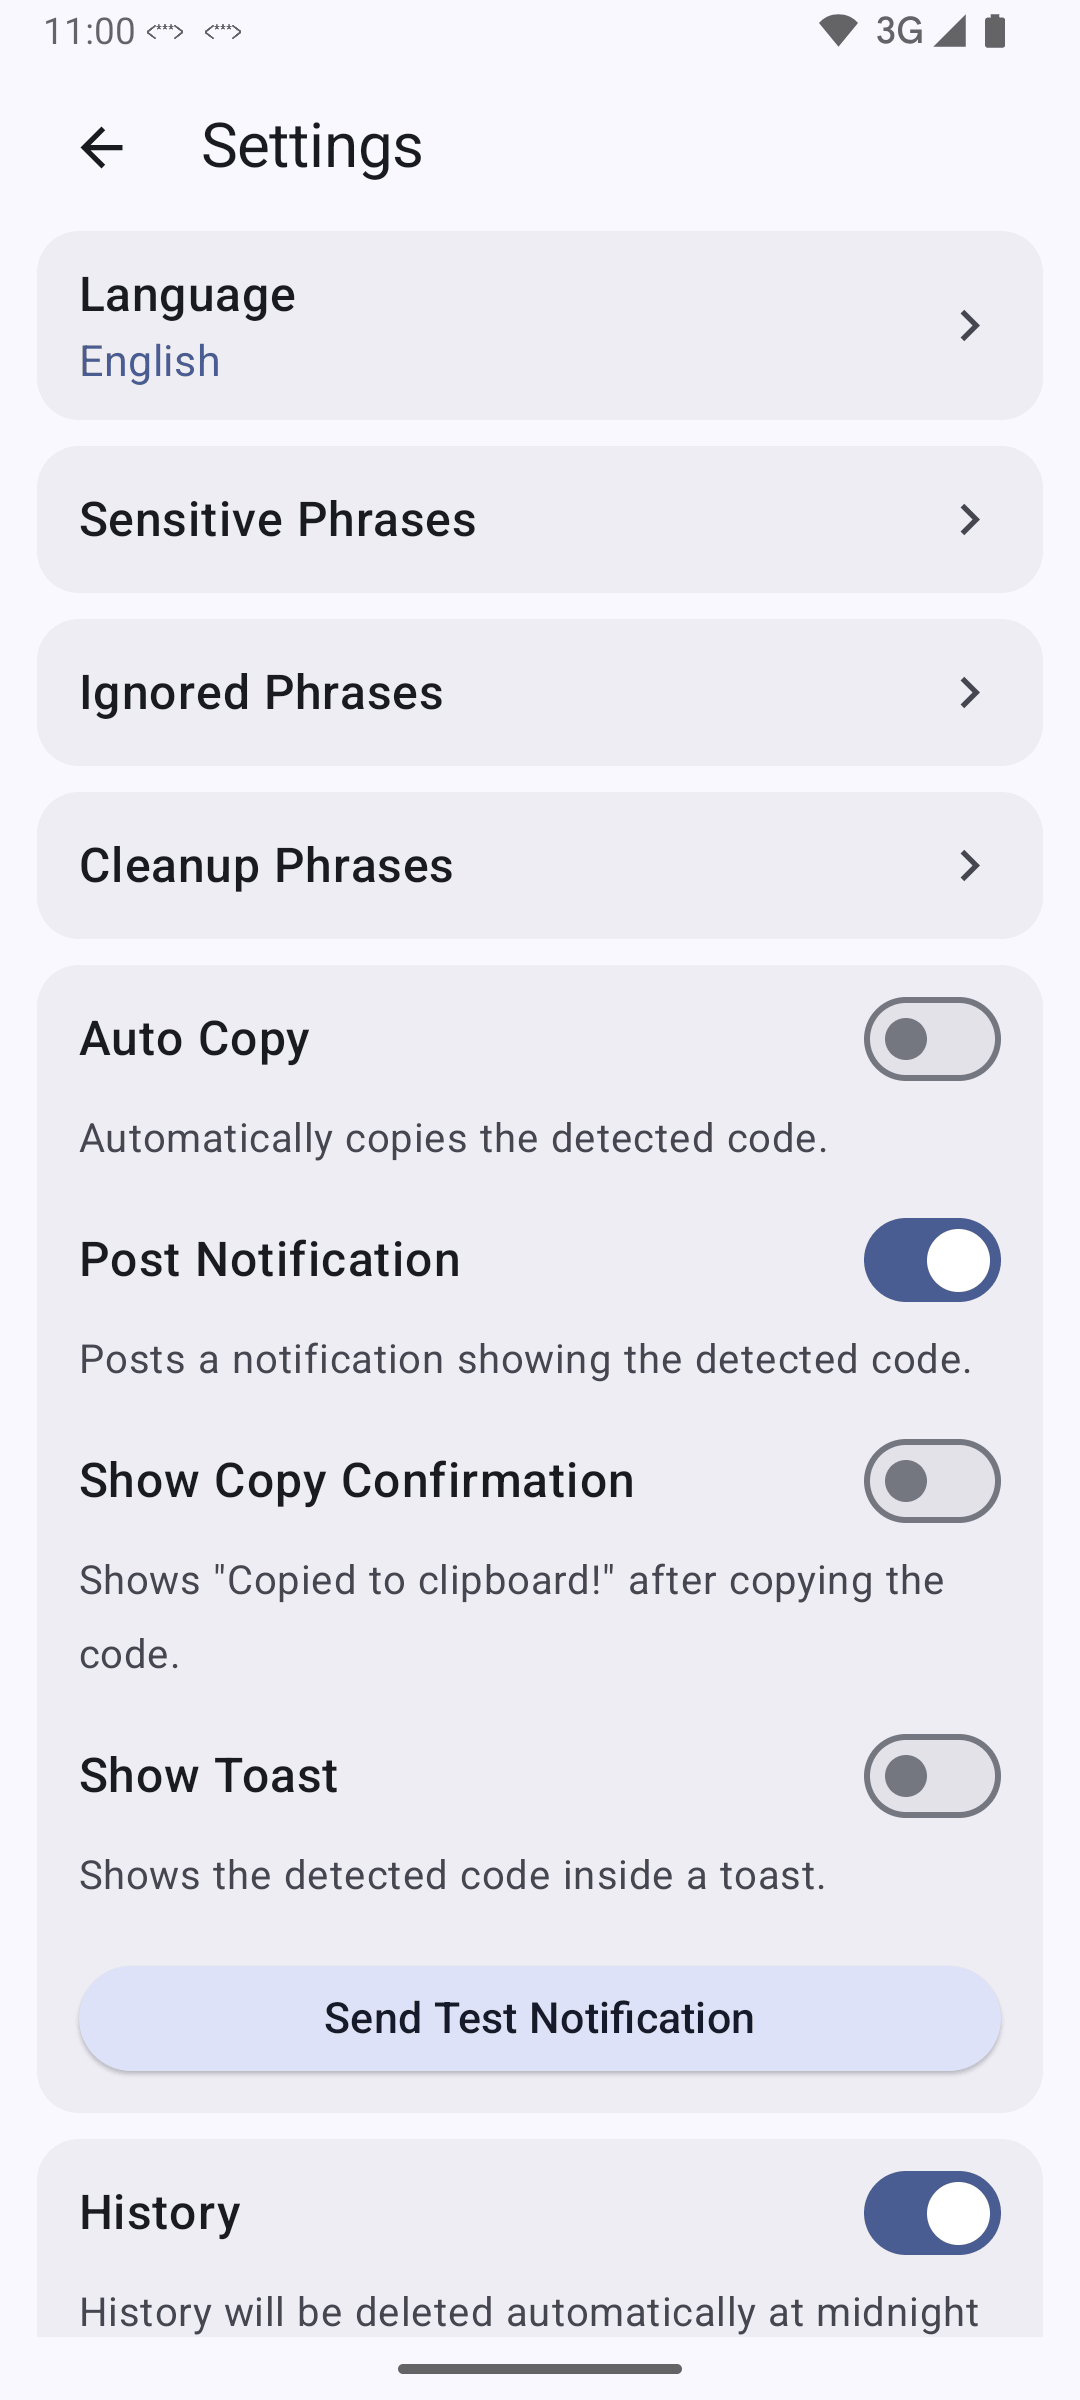 11:00 <***> <***> 3G
Settings
Language
English
Sensitive Phrases
Ignored Phrases
Cleanup Phrases
Auto Copy
Automatically copies the detected code.
Post Notification
Posts a notification showing the detected code.
Show Copy Confirmation
Shows "Copied to clipboard!" after copying the
code.
Show Toast
Shows the detected code inside a toast.
Send Test Notification
History
History will be deleted automatically at midnight